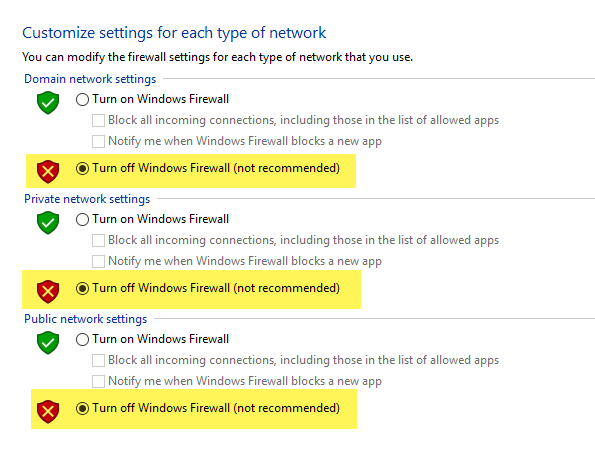 Customize settings for each type of network
You can modify the firewall settings for each type of network that you use.
Domain network settings
Turn on Windows Firewall
Block all incoming connections, including those in the list of allowed apps
Notify me when Windows Firewall blocks a new app
Turn off Windows Firewall (not recommended)
Private network settings
Turn on Windows Firewall
Block all incoming connections, including those in the list of allowed apps
Notify me when Windows Firewall blocks a new app
Turn off Windows Firewall (not recommended)
Public network settings
Turn on Windows Firewall
Block all incoming connections, including those in the list of allowed apps
Notify me when Windows Firewall blocks a new app
Turn off Windows Firewall (not recommended)